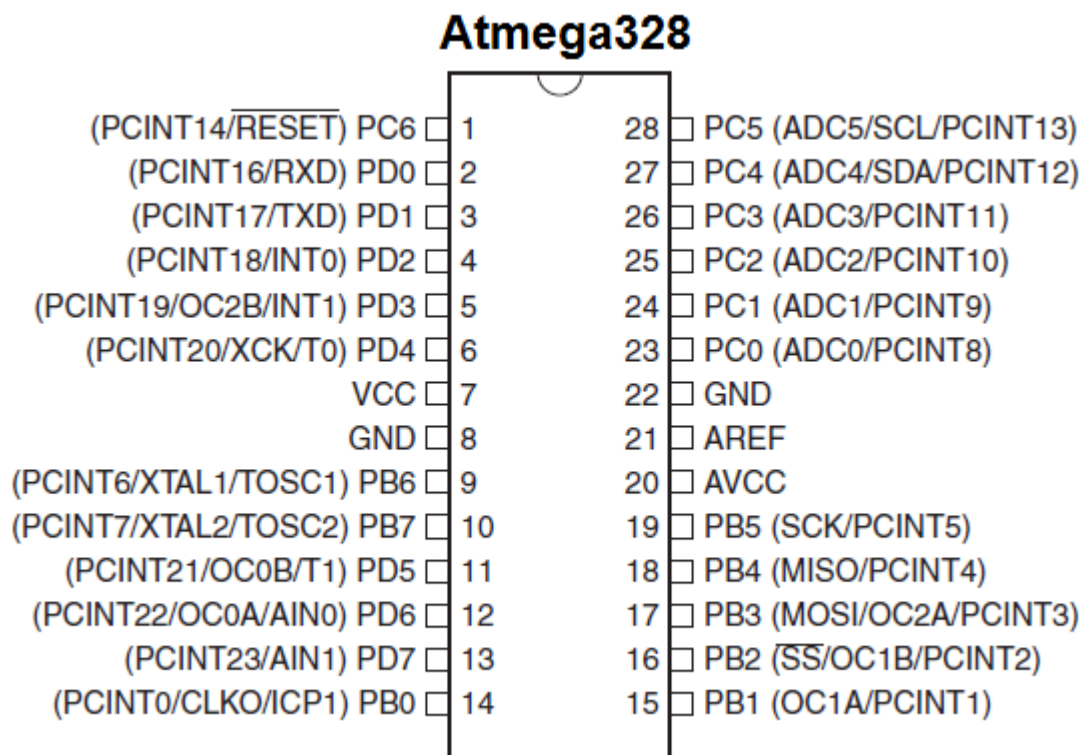 Atmega328
(PCINT14/RESET) PC6 1 28 PC5 (ADC5/SCL/PCINT13)
(PCINT16/RXD) PD0 2 27 PC4 (ADC4/SDA/PCINT12)
(PCINT17/TXD) PD1 3 26 PC3 (ADC3/PCINT11)
(PCINT18/INT0) PD2 4 25 PC2 (ADC2/PCINT10)
(PCINT19/OC2B/INT1) PD3 5 24 PC1 (ADC1/PCINT9)
(PCINT20/XCK/T0) PD4 6 23 PC0 (ADC0/PCINT8)
VCC 7 22 GND
GND 8 21 AREF
(PCINT6/XTAL1/TOSC1) PB6 9 20 AVCC
(PCINT7/XTAL2/TOSC2) PB7 10 19 PB5 (SCK/PCINT5)
(PCINT21/OC0B/T1) PD5 11 18 PB4 (MISO/PCINT4)
(PCINT22/OC0A/AIN0) PD6 12 17 PB3 (MOSI/OC2A/PCINT3)
(PCINT23/AIN1) PD7 13 16 PB2 (SS/OC1B/PCINT2)
(PCINT0/CLKO/ICP1) PB0 14 15 PB1 (OC1A/PCINT1)